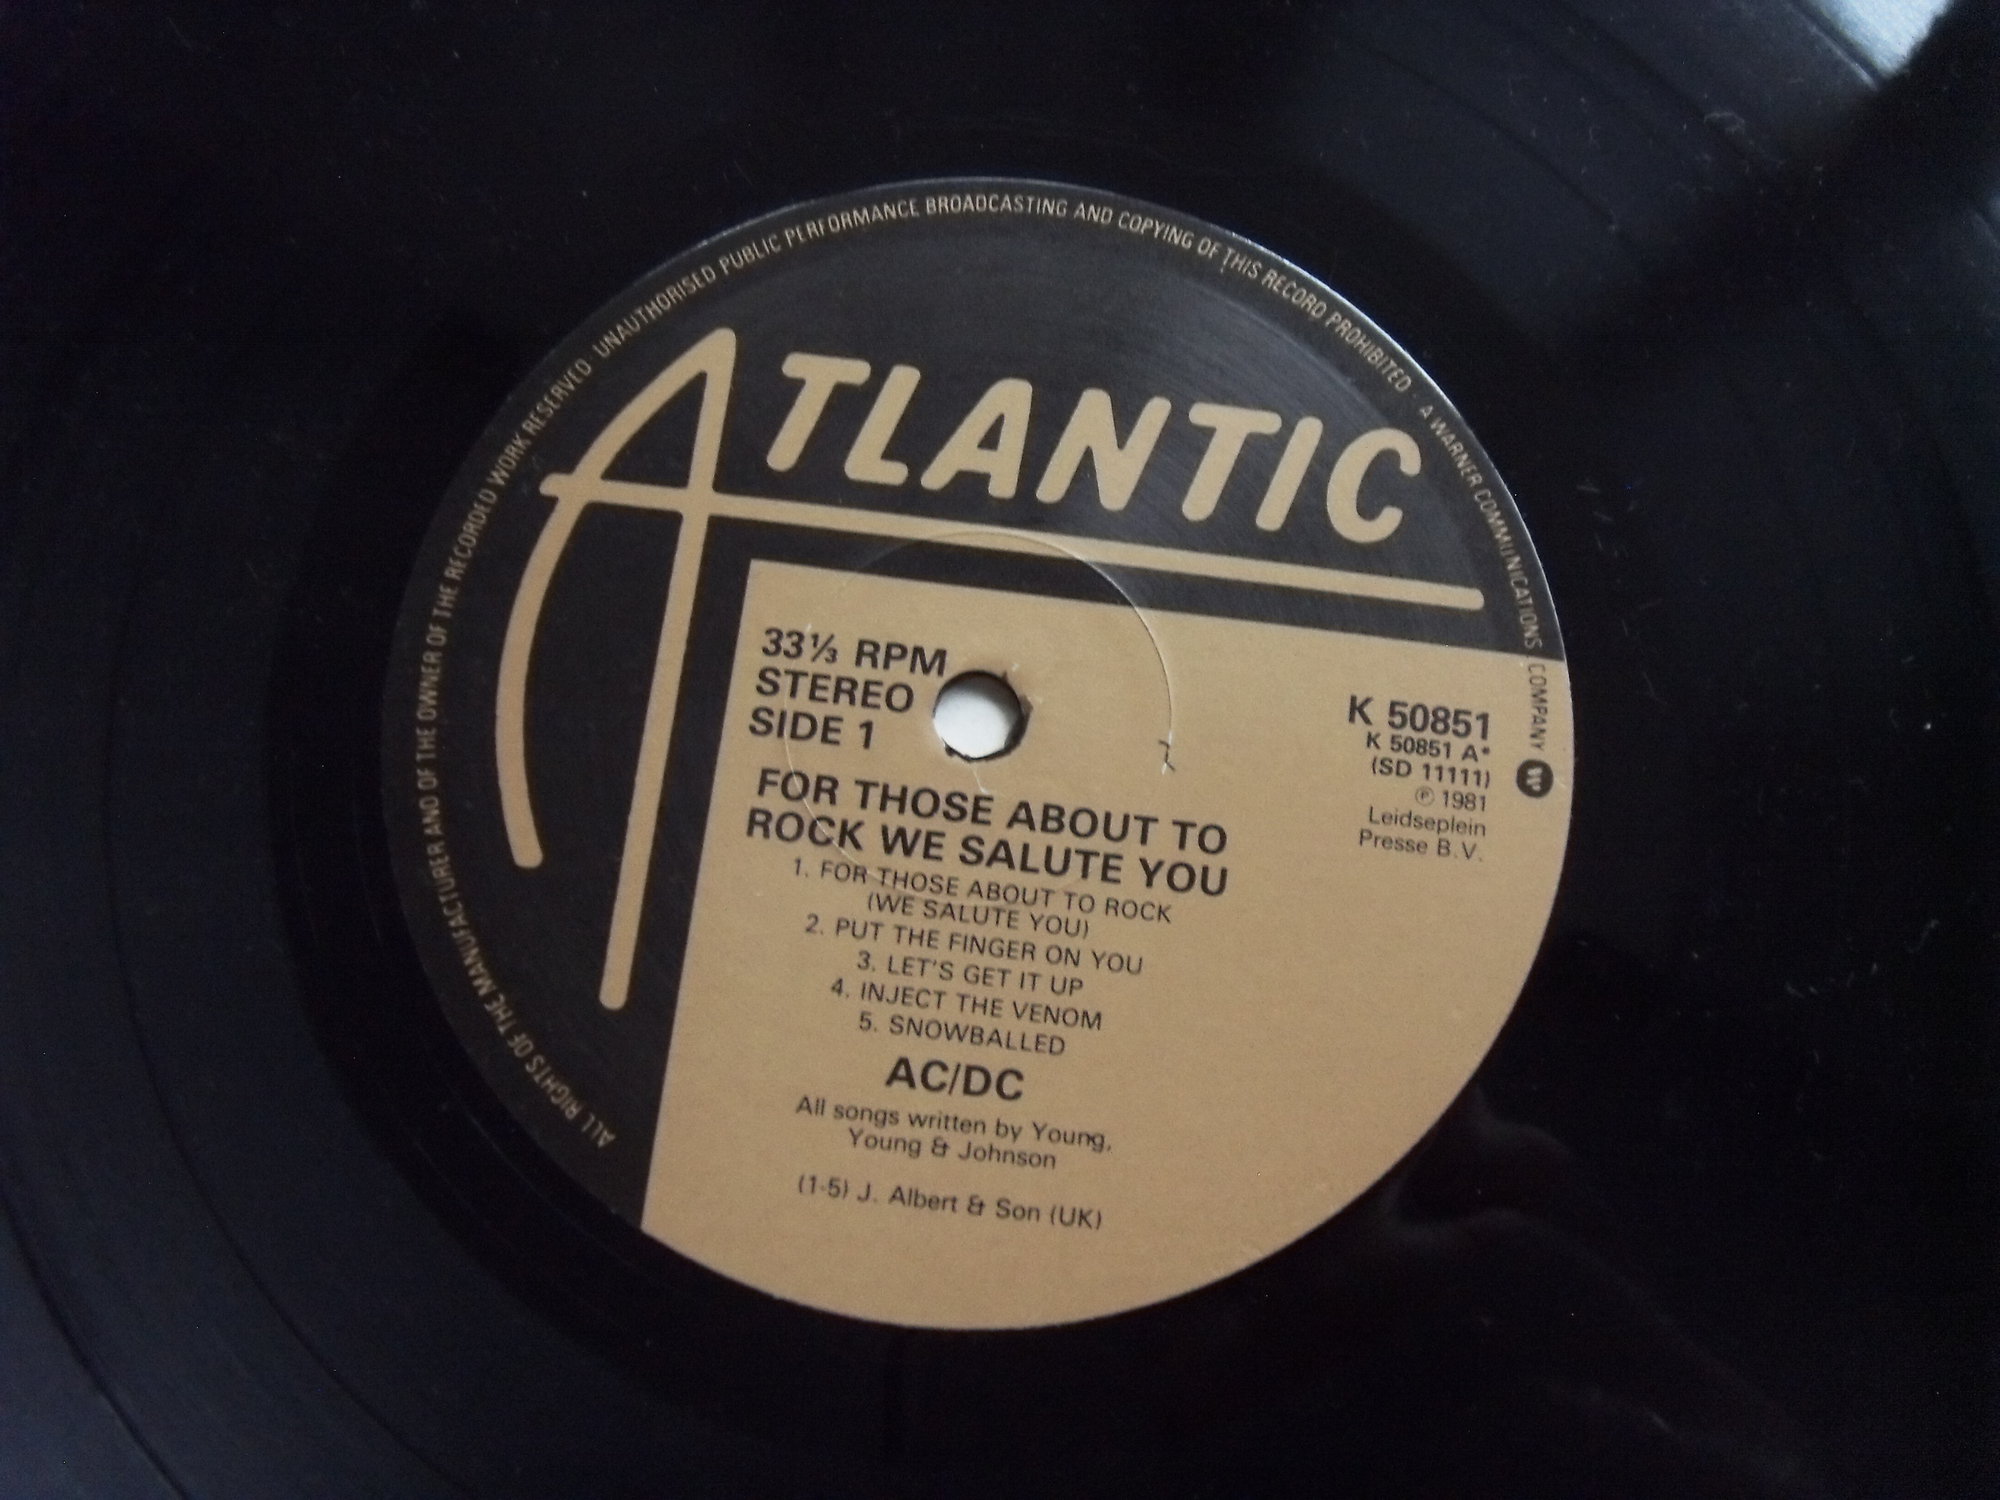 ALL RIGHTS OF THE MANUFACTURER AND OF THE OWNER OF THE RECORDED WORK RESERVED · UNAUTHORISED PUBLIC PERFORMANCE BROADCASTING AND COPYING OF THIS RECORD PROHIBITED · A WARNER COMMUNICATIONS COMPANY
ATLANTIC
33⅓ RPM
STEREO
SIDE 1
K 50851
K 50851 A*
(SD 11111)
℗ 1981
Leidseplein
Presse B.V.
FOR THOSE ABOUT TO
ROCK WE SALUTE YOU
1. FOR THOSE ABOUT TO ROCK
(WE SALUTE YOU)
2. PUT THE FINGER ON YOU
3. LET'S GET IT UP
4. INJECT THE VENOM
5. SNOWBALLED
AC/DC
All songs written by Young,
Young & Johnson
(1-5) J. Albert & Son (UK)